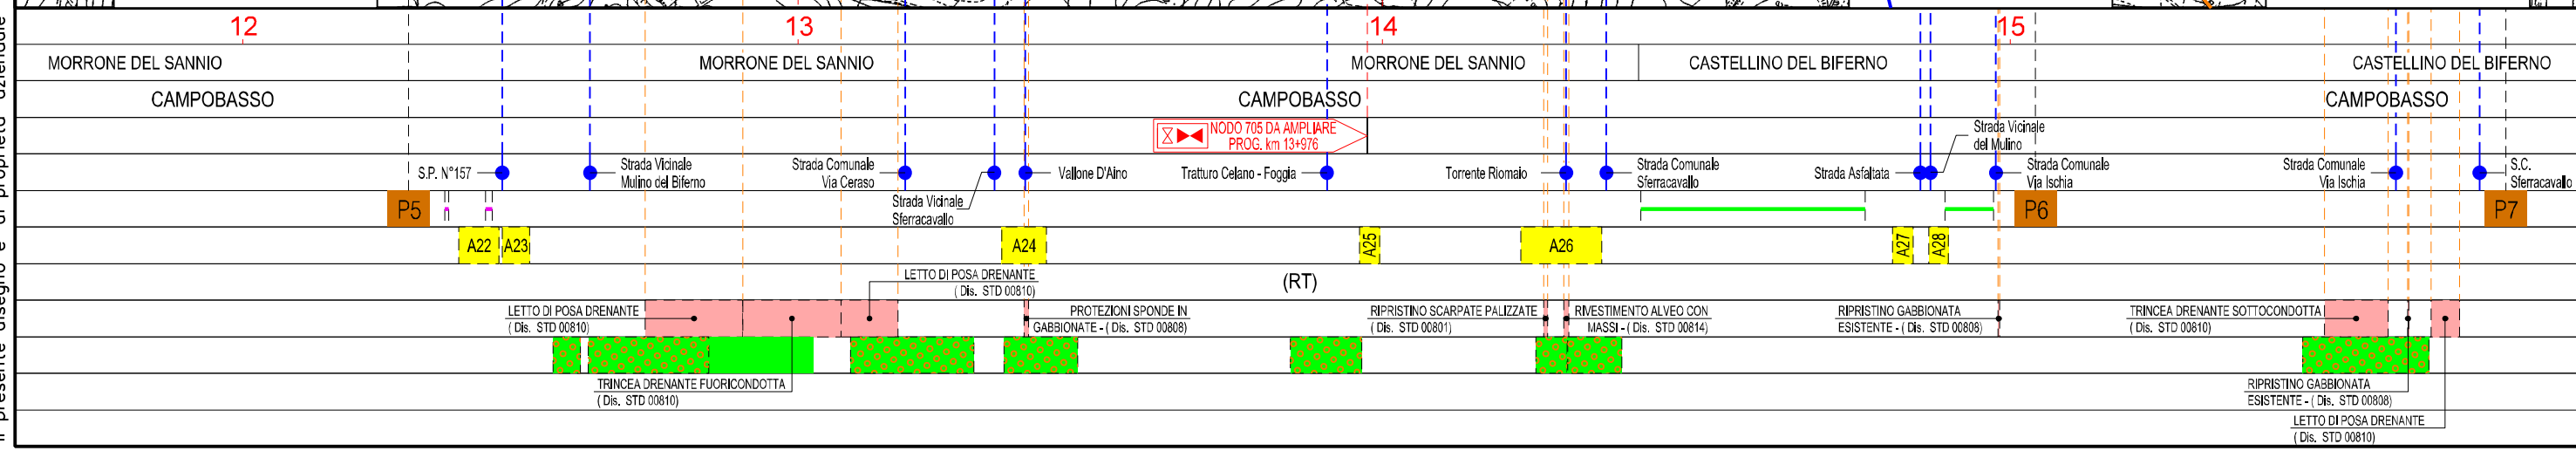 il presente disegno è di proprietà aziendale
12
13
14
15
MORRONE DEL SANNIO
MORRONE DEL SANNIO
MORRONE DEL SANNIO
CASTELLINO DEL BIFERNO
CASTELLINO DEL BIFERNO
CAMPOBASSO
CAMPOBASSO
CAMPOBASSO
NODO 705 DA AMPLIARE
PROG. km 13+976
S.P. N°157
Strada Vicinale
Mulino del Biferno
Strada Comunale
Via Ceraso
Strada Vicinale
Sferracavallo
Vallone D'Aino
Tratturo Celano - Foggia
Torrente Riomaio
Strada Comunale
Sferracavallo
Strada Asfaltata
Strada Vicinale
del Mulino
Strada Comunale
Via Ischia
Strada Comunale
Via Ischia
S.C.
Sferracavallo
P5
P6
P7
A22
A23
A24
A25
A26
A27
A28
(RT)
LETTO DI POSA DRENANTE
( Dis. STD 00810)
LETTO DI POSA DRENANTE
( Dis. STD 00810)
PROTEZIONI SPONDE IN
GABBIONATE - ( Dis. STD 00808)
RIPRISTINO SCARPATE PALIZZATE
( Dis. STD 00801)
RIVESTIMENTO ALVEO CON
MASSI - ( Dis. STD 00814)
RIPRISTINO GABBIONATA
ESISTENTE - ( Dis. STD 00808)
TRINCEA DRENANTE SOTTOCONDOTTA
( Dis. STD 00810)
TRINCEA DRENANTE FUORICONDOTTA
( Dis. STD 00810)
RIPRISTINO GABBIONATA
ESISTENTE - ( Dis. STD 00808)
LETTO DI POSA DRENANTE
( Dis. STD 00810)